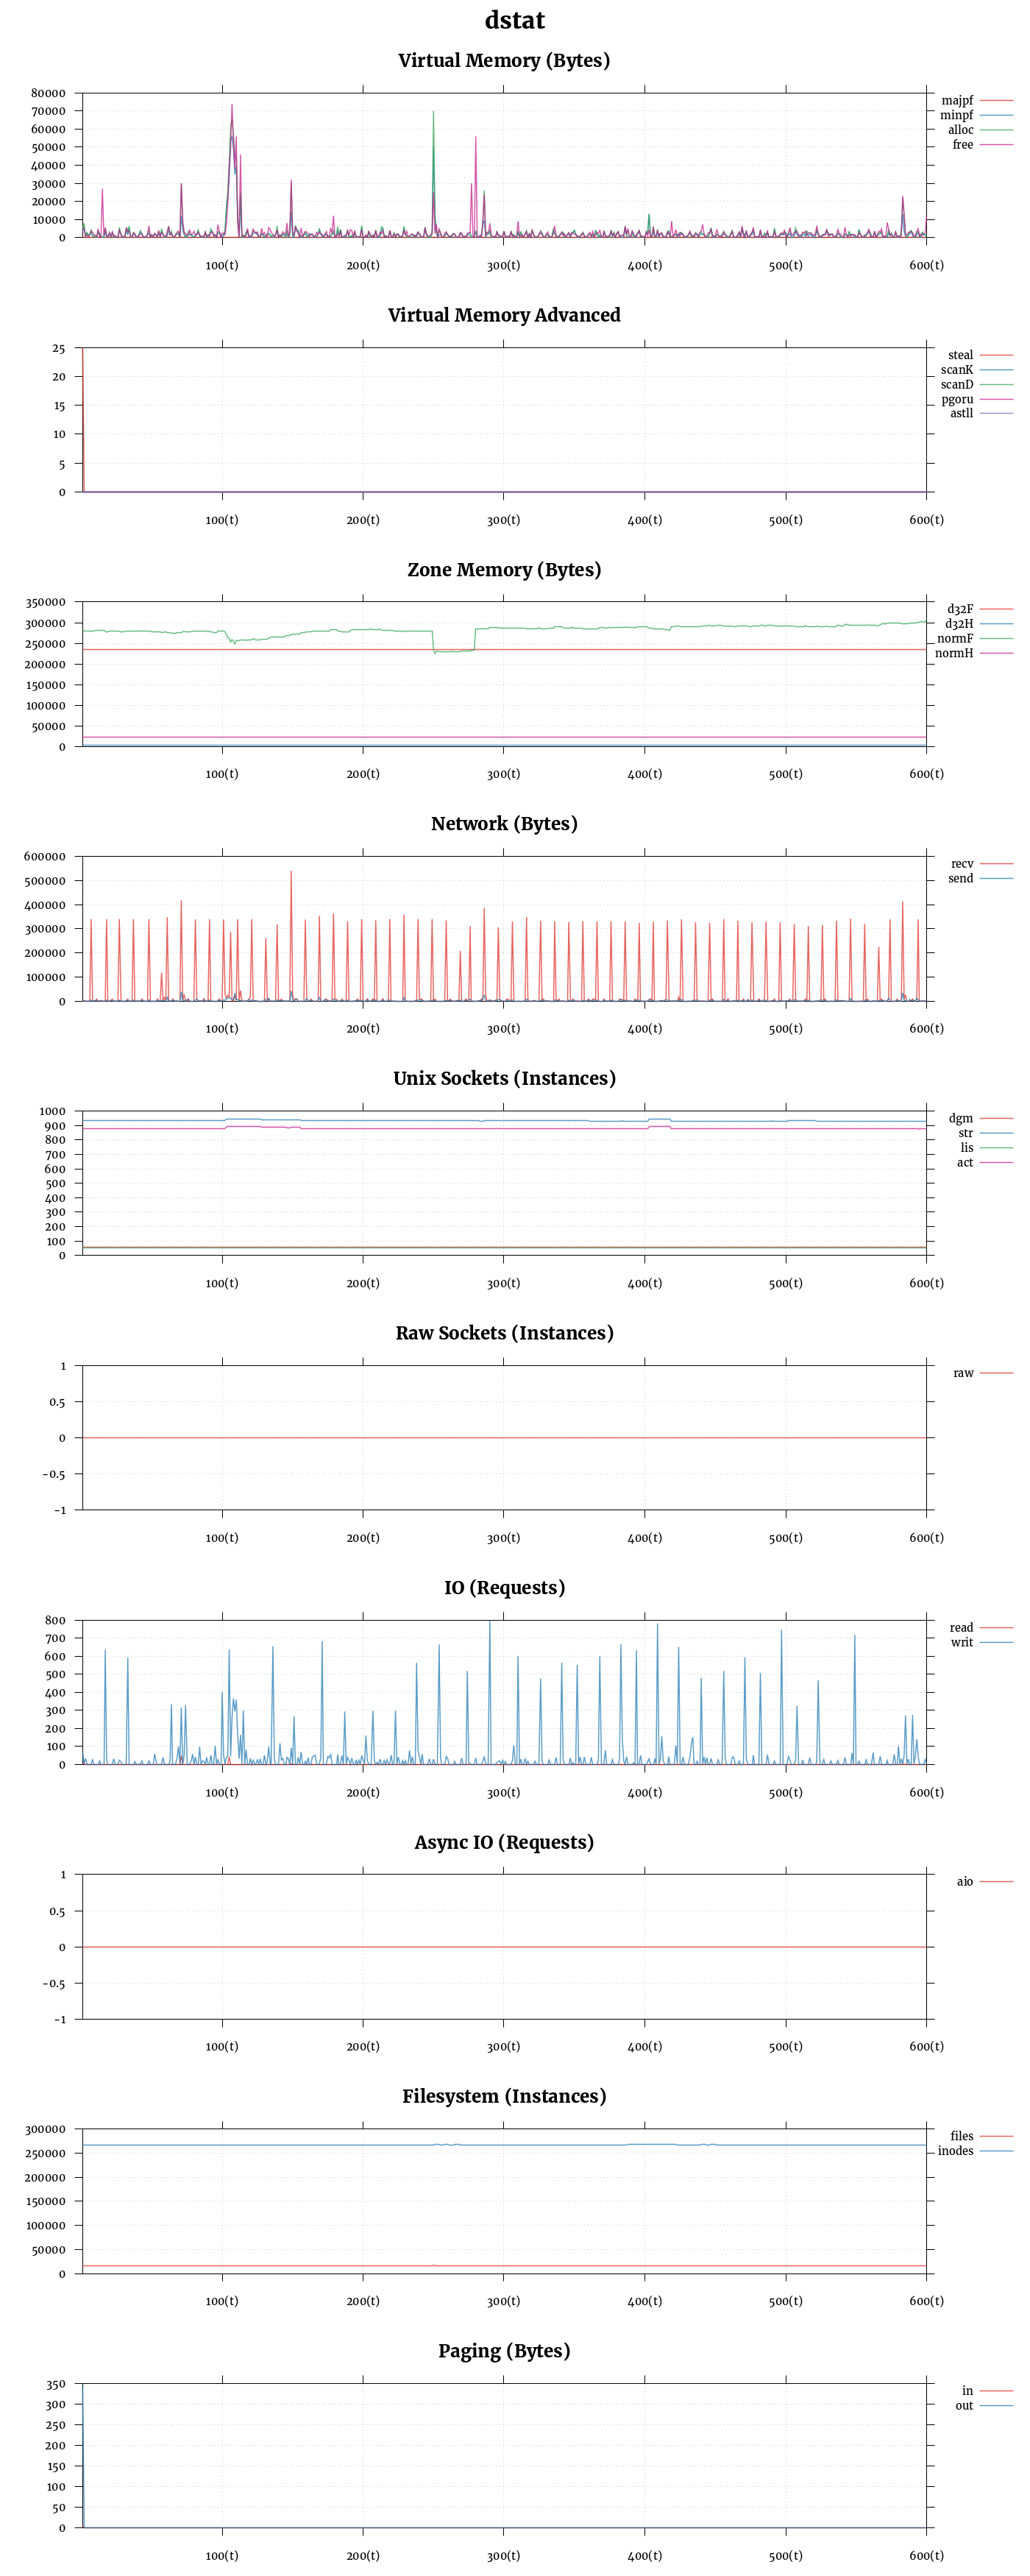 dstat
Virtual Memory (Bytes)
80000
70000
60000
50000
40000
30000
20000
10000
0
100(t) 200(t) 300(t) 400(t) 500(t) 600(t)
majpf
minpf
alloc
free
Virtual Memory Advanced
25
20
15
10
5
0
100(t) 200(t) 300(t) 400(t) 500(t) 600(t)
steal
scanK
scanD
pgoru
astll
Zone Memory (Bytes)
350000
300000
250000
200000
150000
100000
50000
0
100(t) 200(t) 300(t) 400(t) 500(t) 600(t)
d32F
d32H
normF
normH
Network (Bytes)
600000
500000
400000
300000
200000
100000
0
100(t) 200(t) 300(t) 400(t) 500(t) 600(t)
recv
send
Unix Sockets (Instances)
1000
900
800
700
600
500
400
300
200
100
0
100(t) 200(t) 300(t) 400(t) 500(t) 600(t)
dgm
str
lis
act
Raw Sockets (Instances)
1
0.5
0
-0.5
-1
100(t) 200(t) 300(t) 400(t) 500(t) 600(t)
raw
IO (Requests)
800
700
600
500
400
300
200
100
0
100(t) 200(t) 300(t) 400(t) 500(t) 600(t)
read
writ
Async IO (Requests)
1
0.5
0
-0.5
-1
100(t) 200(t) 300(t) 400(t) 500(t) 600(t)
aio
Filesystem (Instances)
300000
250000
200000
150000
100000
50000
0
100(t) 200(t) 300(t) 400(t) 500(t) 600(t)
files
inodes
Paging (Bytes)
350
300
250
200
150
100
50
0
100(t) 200(t) 300(t) 400(t) 500(t) 600(t)
in
out